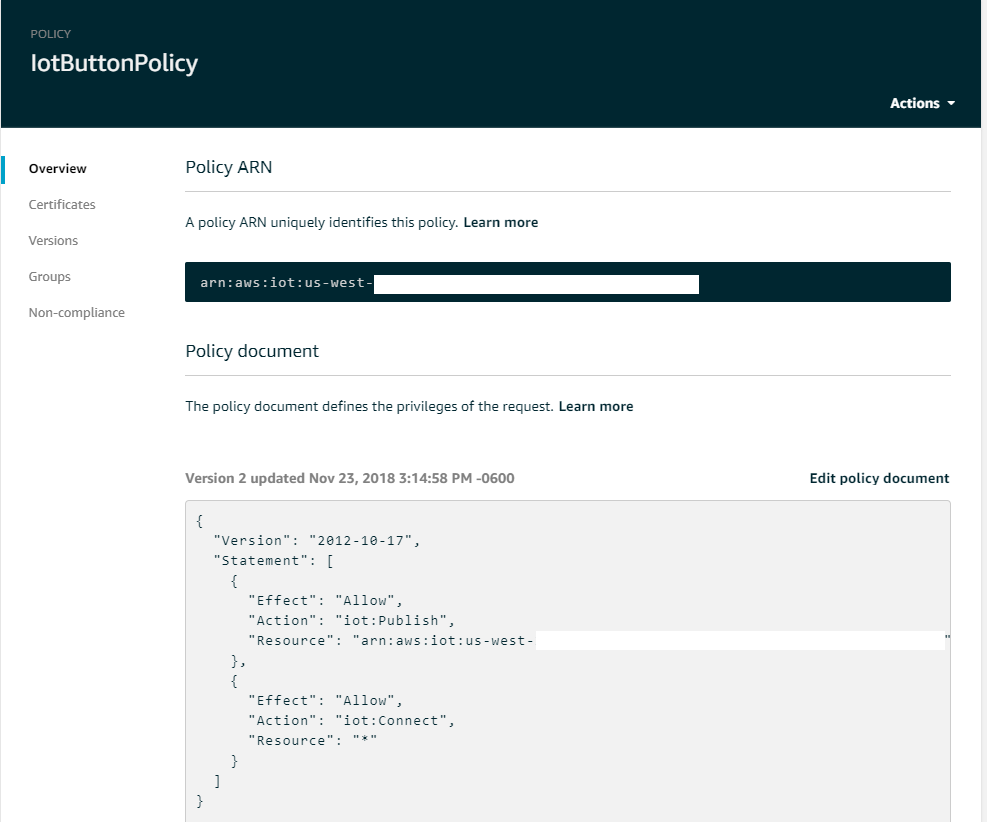 POLICY
IotButtonPolicy
Actions
Overview
Certificates
Versions
Groups
Non-compliance
Policy ARN
A policy ARN uniquely identifies this policy. Learn more
arn:aws:iot:us-west-
Policy document
The policy document defines the privileges of the request. Learn more
Version 2 updated Nov 23, 2018 3:14:58 PM -0600
Edit policy document
{
  "Version": "2012-10-17",
  "Statement": [
    {
      "Effect": "Allow",
      "Action": "iot:Publish",
      "Resource": "arn:aws:iot:us-west-"
    },
    {
      "Effect": "Allow",
      "Action": "iot:Connect",
      "Resource": "*"
    }
  ]
}